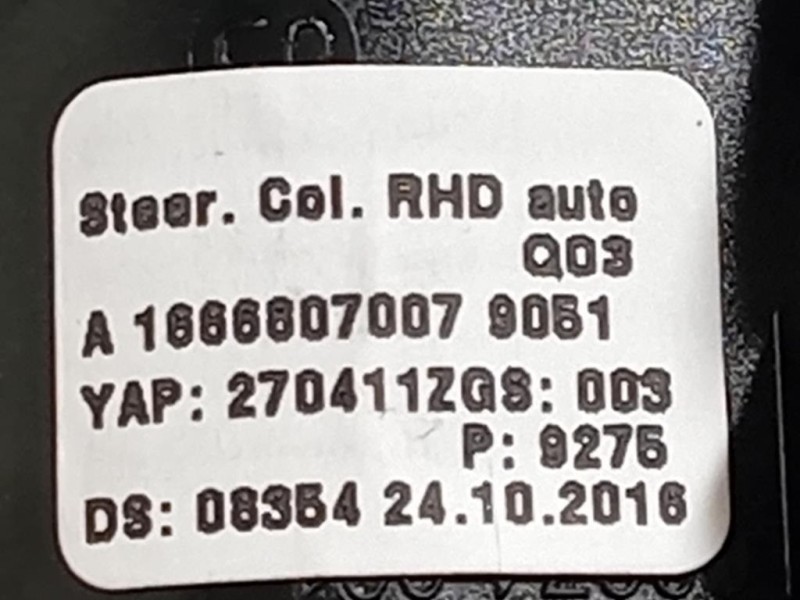 Steer. Col. RHD auto
Q03
A 1666807007 9051
YAP: 270411ZGS: 003
P: 9275
DS: 08354 24.10.2016